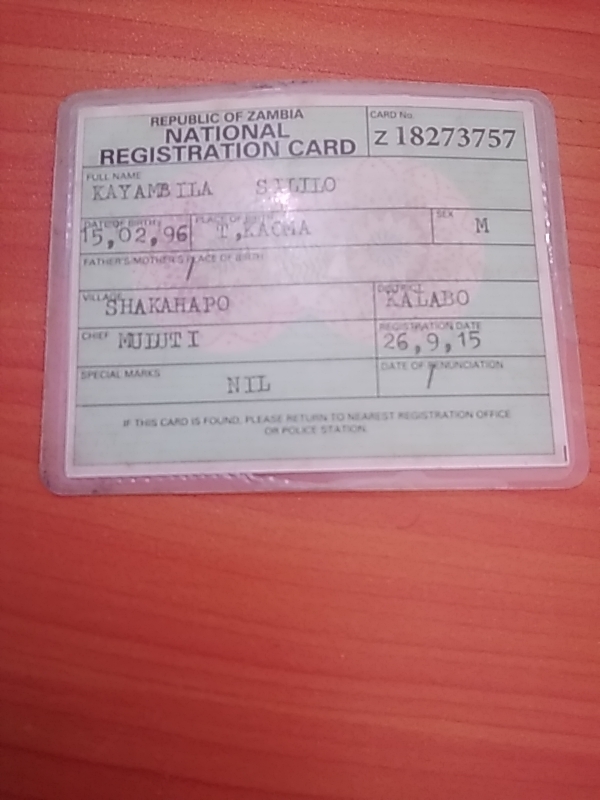 REPUBLIC OF ZAMBIA
NATIONAL
REGISTRATION CARD
CARD No.
Z 18273757
FULL NAME
KAYAMBILA SILILO
DATE OF BIRTH PLACE OF BIRTH SEX
15,02,96 T,KAOMA M
FATHER'S/MOTHER'S PLACE OF BIRTH
/
VILLAGE DISTRICT
SHAKAHAPO KALABO
CHIEF REGISTRATION DATE
MULUTI 26,9,15
SPECIAL MARKS DATE OF RENUNCIATION
NIL /
IF THIS CARD IS FOUND, PLEASE RETURN TO NEAREST REGISTRATION OFFICE
OR POLICE STATION.